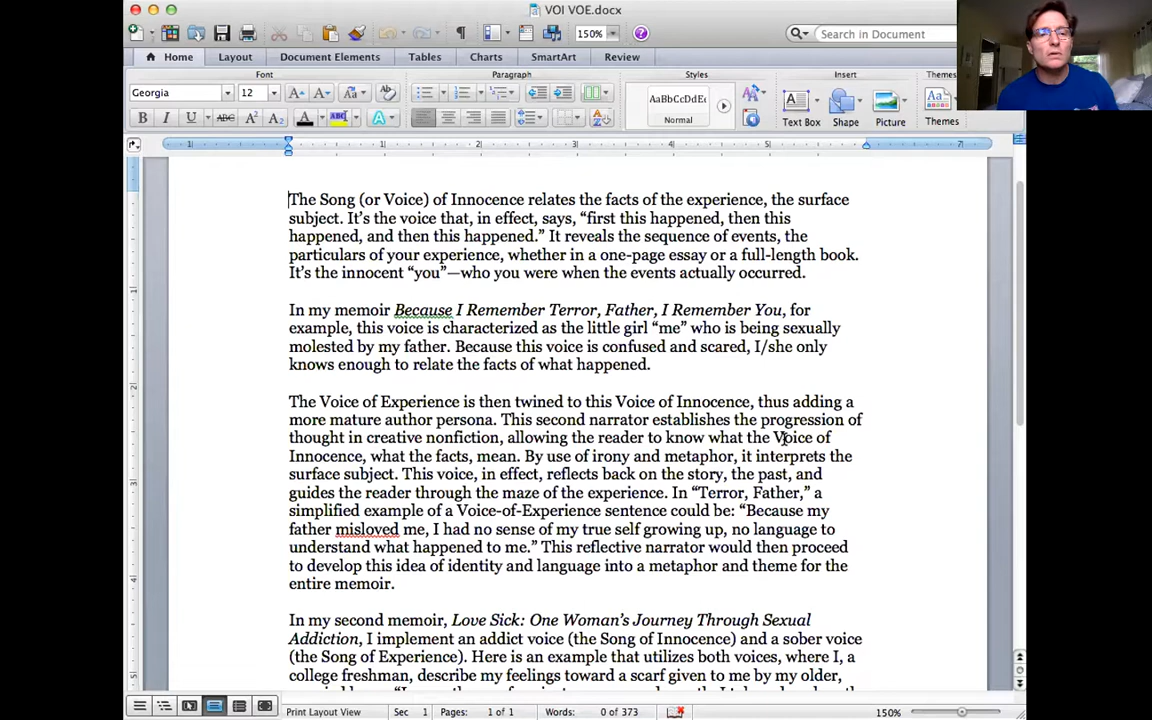 VOI VOE.docx
150%
Search in Document
Home Layout Document Elements Tables Charts SmartArt Review
Font Paragraph Styles Insert Themes
Georgia 12 A A Aa AaBbCcDdEe
B I U ABC A² A₂ A ABC A Normal Text Box Shape Picture Themes
1 1 2 3 4 5 7
The Song (or Voice) of Innocence relates the facts of the experience, the surface
subject. It’s the voice that, in effect, says, “first this happened, then this
happened, and then this happened.” It reveals the sequence of events, the
particulars of your experience, whether in a one-page essay or a full-length book.
It’s the innocent “you”—who you were when the events actually occurred.
In my memoir Because I Remember Terror, Father, I Remember You, for
example, this voice is characterized as the little girl “me” who is being sexually
molested by my father. Because this voice is confused and scared, I/she only
knows enough to relate the facts of what happened.
The Voice of Experience is then twined to this Voice of Innocence, thus adding a
more mature author persona. This second narrator establishes the progression of
thought in creative nonfiction, allowing the reader to know what the Voice of
Innocence, what the facts, mean. By use of irony and metaphor, it interprets the
surface subject. This voice, in effect, reflects back on the story, the past, and
guides the reader through the maze of the experience. In “Terror, Father,” a
simplified example of a Voice-of-Experience sentence could be: “Because my
father misloved me, I had no sense of my true self growing up, no language to
understand what happened to me.” This reflective narrator would then proceed
to develop this idea of identity and language into a metaphor and theme for the
entire memoir.
In my second memoir, Love Sick: One Woman’s Journey Through Sexual
Addiction, I implement an addict voice (the Song of Innocence) and a sober voice
(the Song of Experience). Here is an example that utilizes both voices, where I, a
college freshman, describe my feelings toward a scarf given to me by my older,
Print Layout View Sec 1 Pages: 1 of 1 Words: 0 of 373 150%